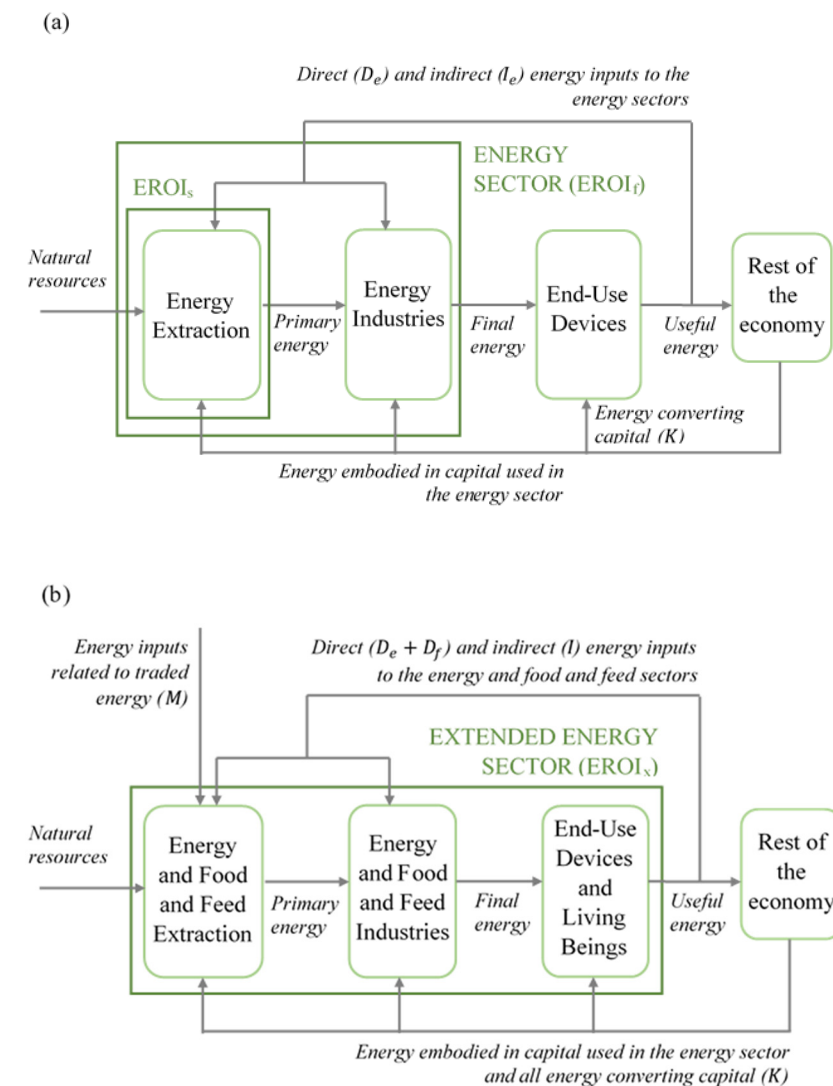 (a)
Direct (Dₑ) and indirect (Iₑ) energy inputs to the
energy sectors
ENERGY
SECTOR (EROI_f)
EROIₛ
Natural
resources
Energy
Extraction
Primary
energy
Energy
Industries
Final
energy
End-Use
Devices
Useful
energy
Rest of
the
economy
Energy converting
capital (K)
Energy embodied in capital used in
the energy sector
(b)
Energy inputs
related to traded
energy (M)
Direct (Dₑ + D_f) and indirect (I) energy inputs
to the energy and food and feed sectors
EXTENDED ENERGY
SECTOR (EROIₓ)
Natural
resources
Energy
and Food
and Feed
Extraction
Primary
energy
Energy
and Food
and Feed
Industries
Final
energy
End-Use
Devices
and
Living
Beings
Useful
energy
Rest of
the
economy
Energy embodied in capital used in the energy sector
and all energy converting capital (K)